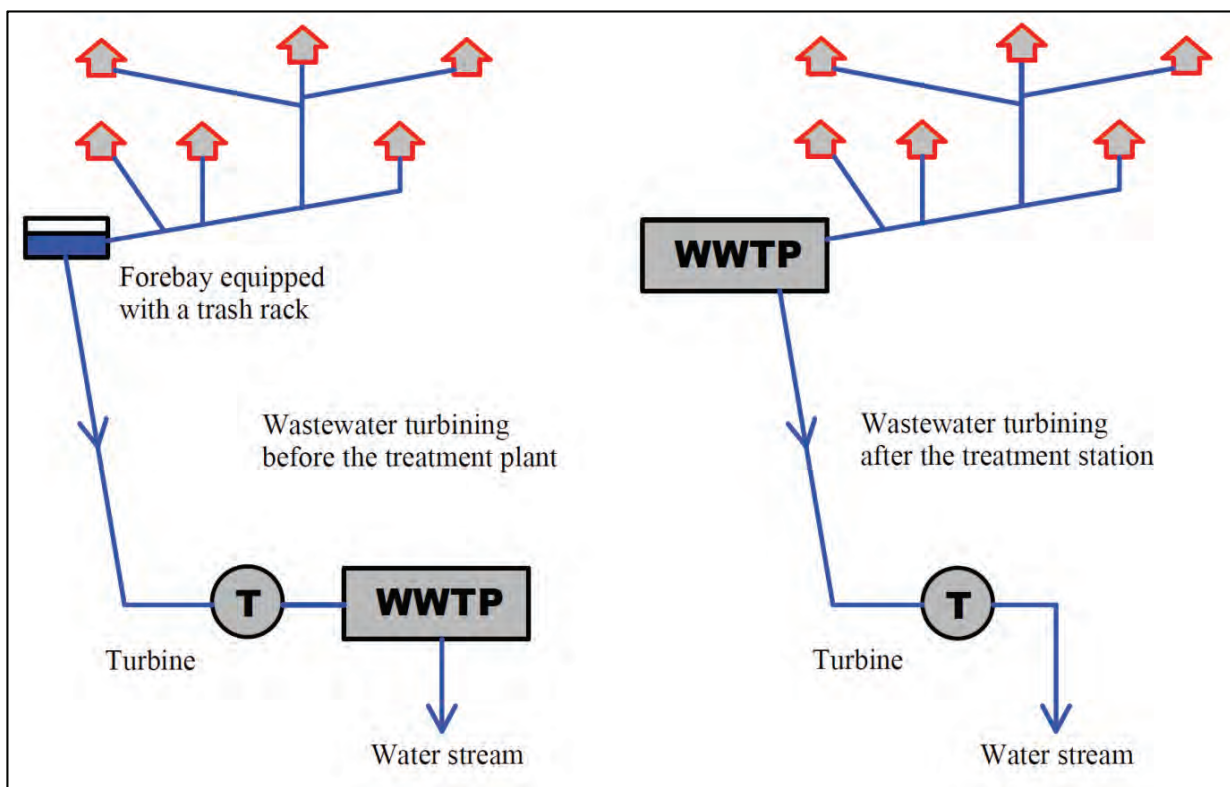 Forebay equipped
with a trash rack
Wastewater turbining
before the treatment plant
T
WWTP
Turbine
Water stream
WWTP
Wastewater turbining
after the treatment station
T
Turbine
Water stream